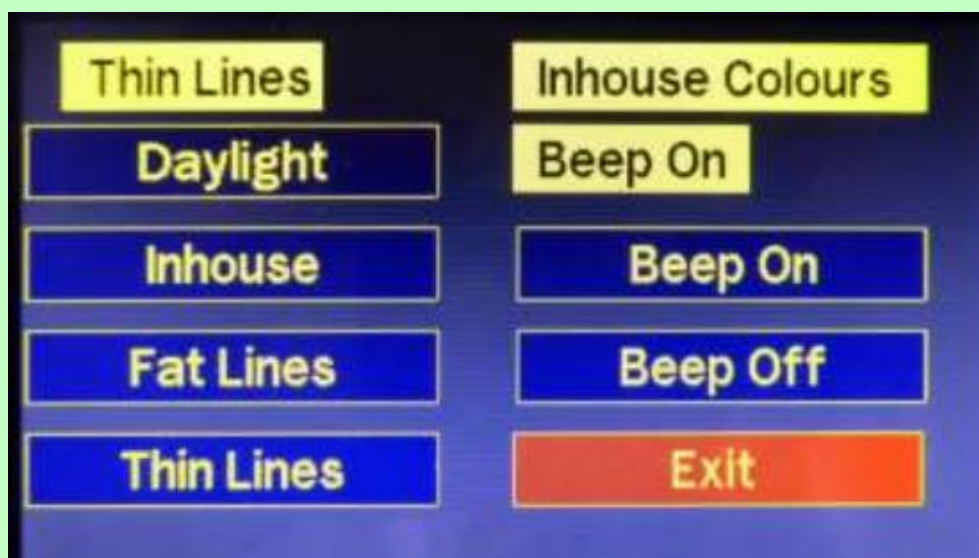 Thin Lines
Inhouse Colours
Daylight
Beep On
Inhouse
Beep On
Fat Lines
Beep Off
Thin Lines
Exit